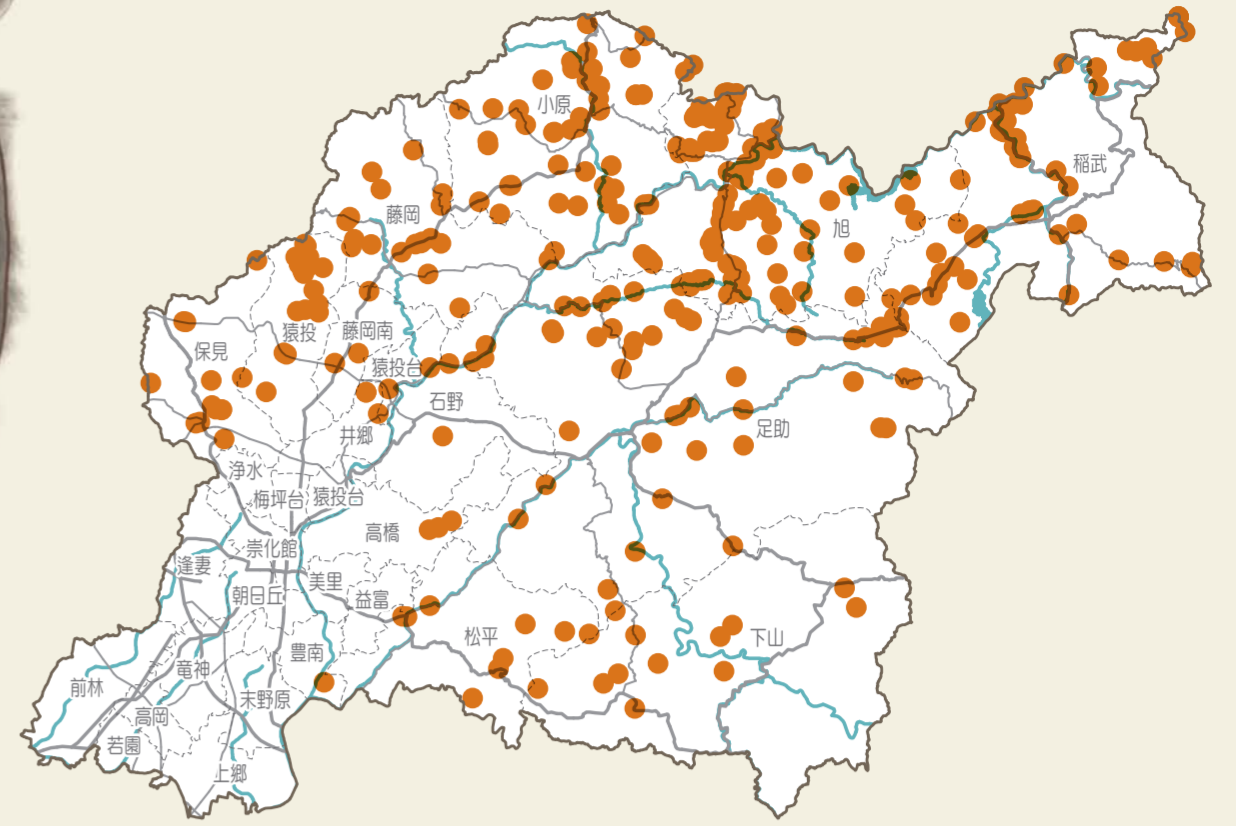 小原
稲武
藤岡
旭
猿投
藤岡南
保見
猿投台
石野
足助
井郷
浄水
梅坪台
猿投台
高橋
崇化館
逢妻
美里
朝日丘
益富
松平
下山
豊南
竜神
前林
末野原
高岡
若園
上郷